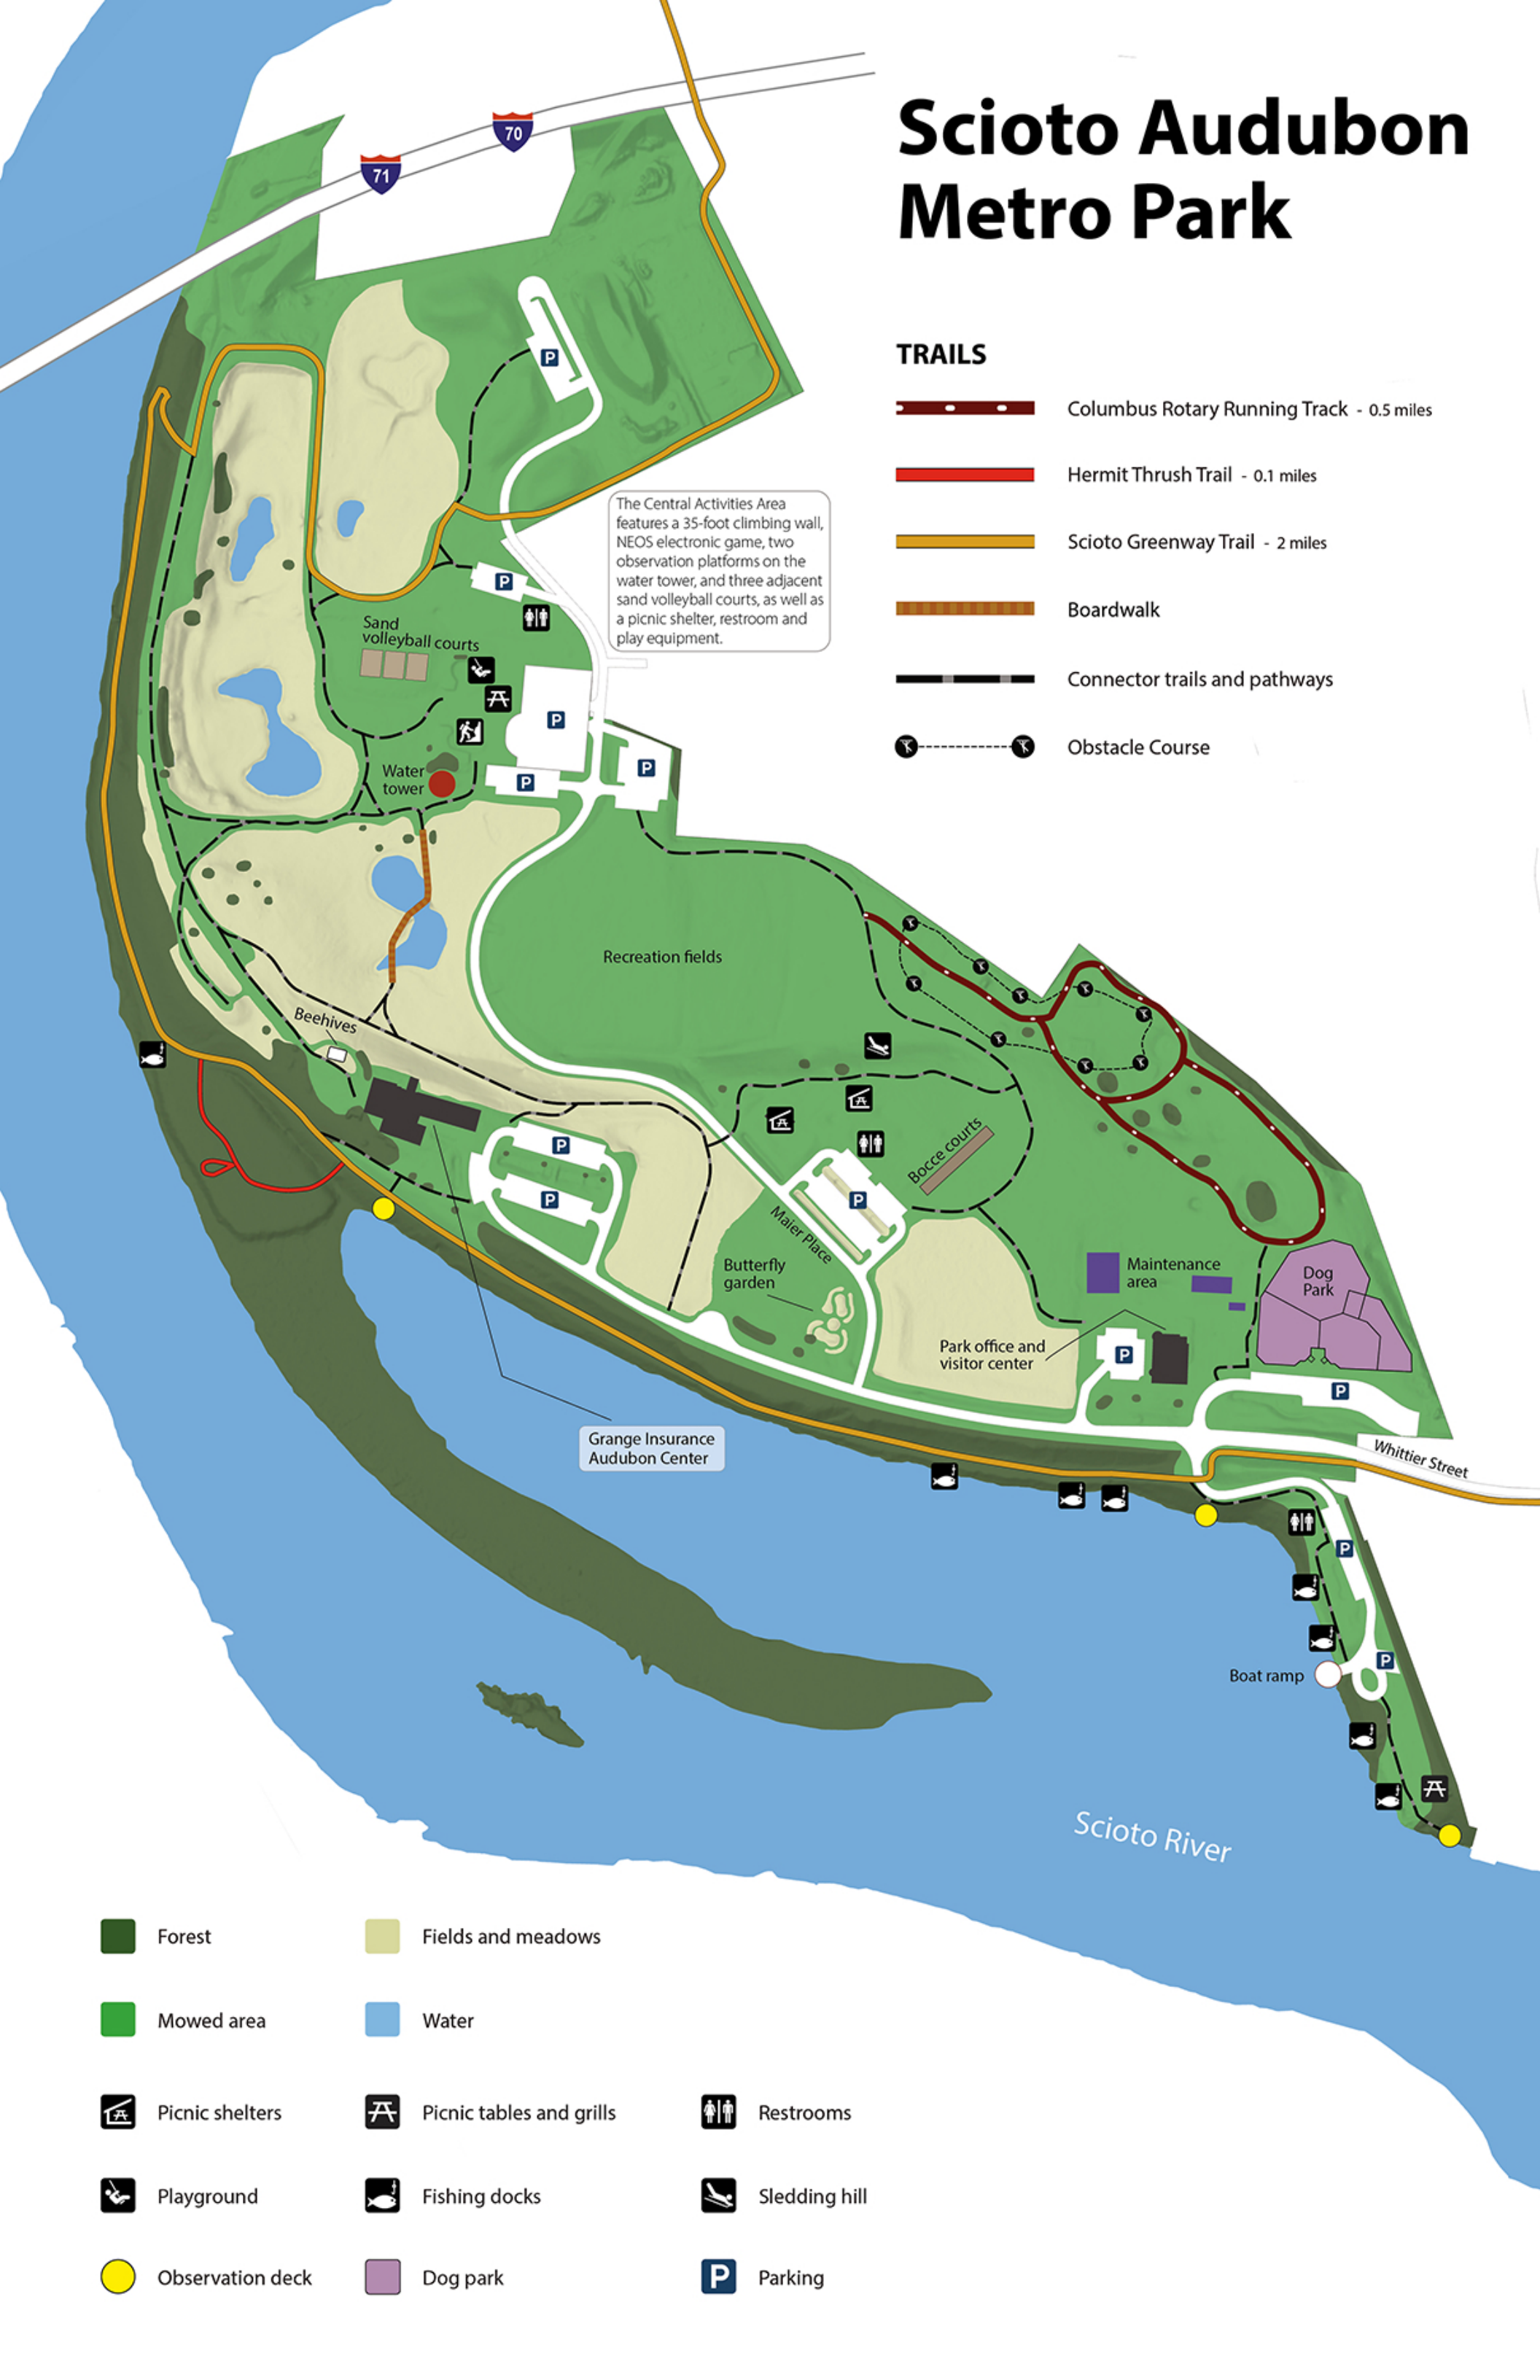 Scioto Audubon
Metro Park
70
71
TRAILS
Columbus Rotary Running Track - 0.5 miles
Hermit Thrush Trail - 0.1 miles
Scioto Greenway Trail - 2 miles
Boardwalk
Connector trails and pathways
Obstacle Course
P
The Central Activities Area
features a 35-foot climbing wall,
NEOS electronic game, two
observation platforms on the
water tower, and three adjacent
sand volleyball courts, as well as
a picnic shelter, restroom and
play equipment.
P
Sand
volleyball courts
P
P
P
Water
tower
Recreation fields
Beehives
P
P
Bocce courts
P
Maier Place
Butterfly
garden
Maintenance
area
Dog
Park
Park office and
visitor center
P
P
Grange Insurance
Audubon Center
Whittier Street
P
P
Boat ramp
Scioto River
Forest
Fields and meadows
Mowed area
Water
Picnic shelters
Picnic tables and grills
Restrooms
Playground
Fishing docks
Sledding hill
Observation deck
Dog park
P
Parking